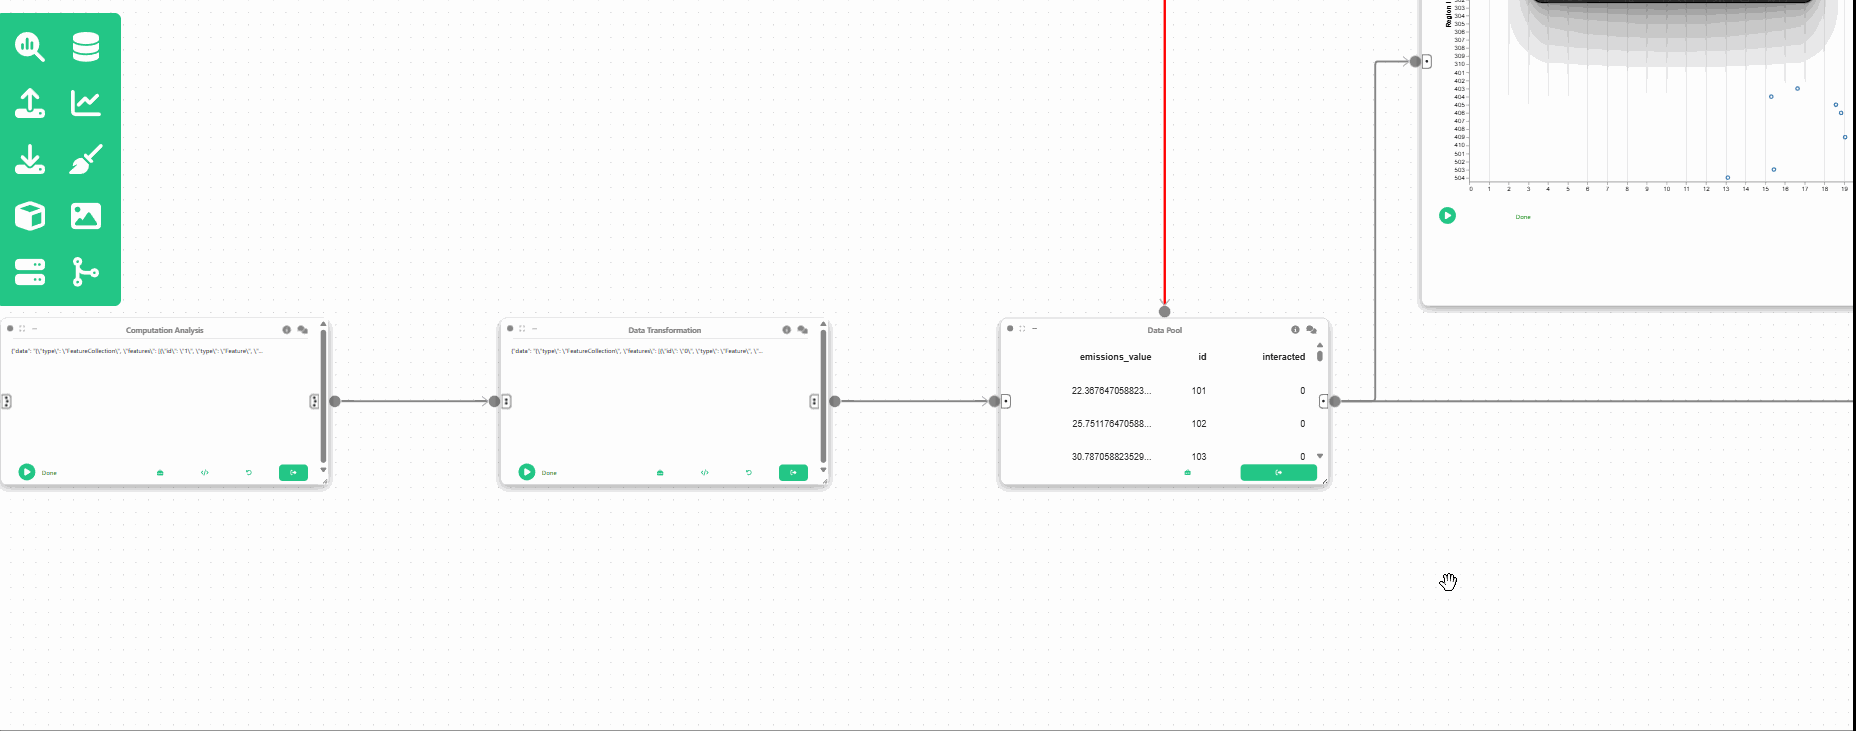 Region I
303
304
305
306
307
308
309
310
401
402
403
404
405
406
407
408
409
410
501
502
503
504
0 1 2 3 4 5 6 7 8 9 10 11 12 13 14 15 16 17 18 19
Done
Computation Analysis
{"data": "{\"type\": \"FeatureCollection\", \"features\": [{\"id\": \"1\", \"type\": \"Feature\", \"...
Done
Data Transformation
{"data": "{\"type\": \"FeatureCollection\", \"features\": [{\"id\": \"0\", \"type\": \"Feature\", \"...
Done
Data Pool
emissions_value id interacted
22.367647058823... 101 0
25.751176470588... 102 0
30.787058823529... 103 0